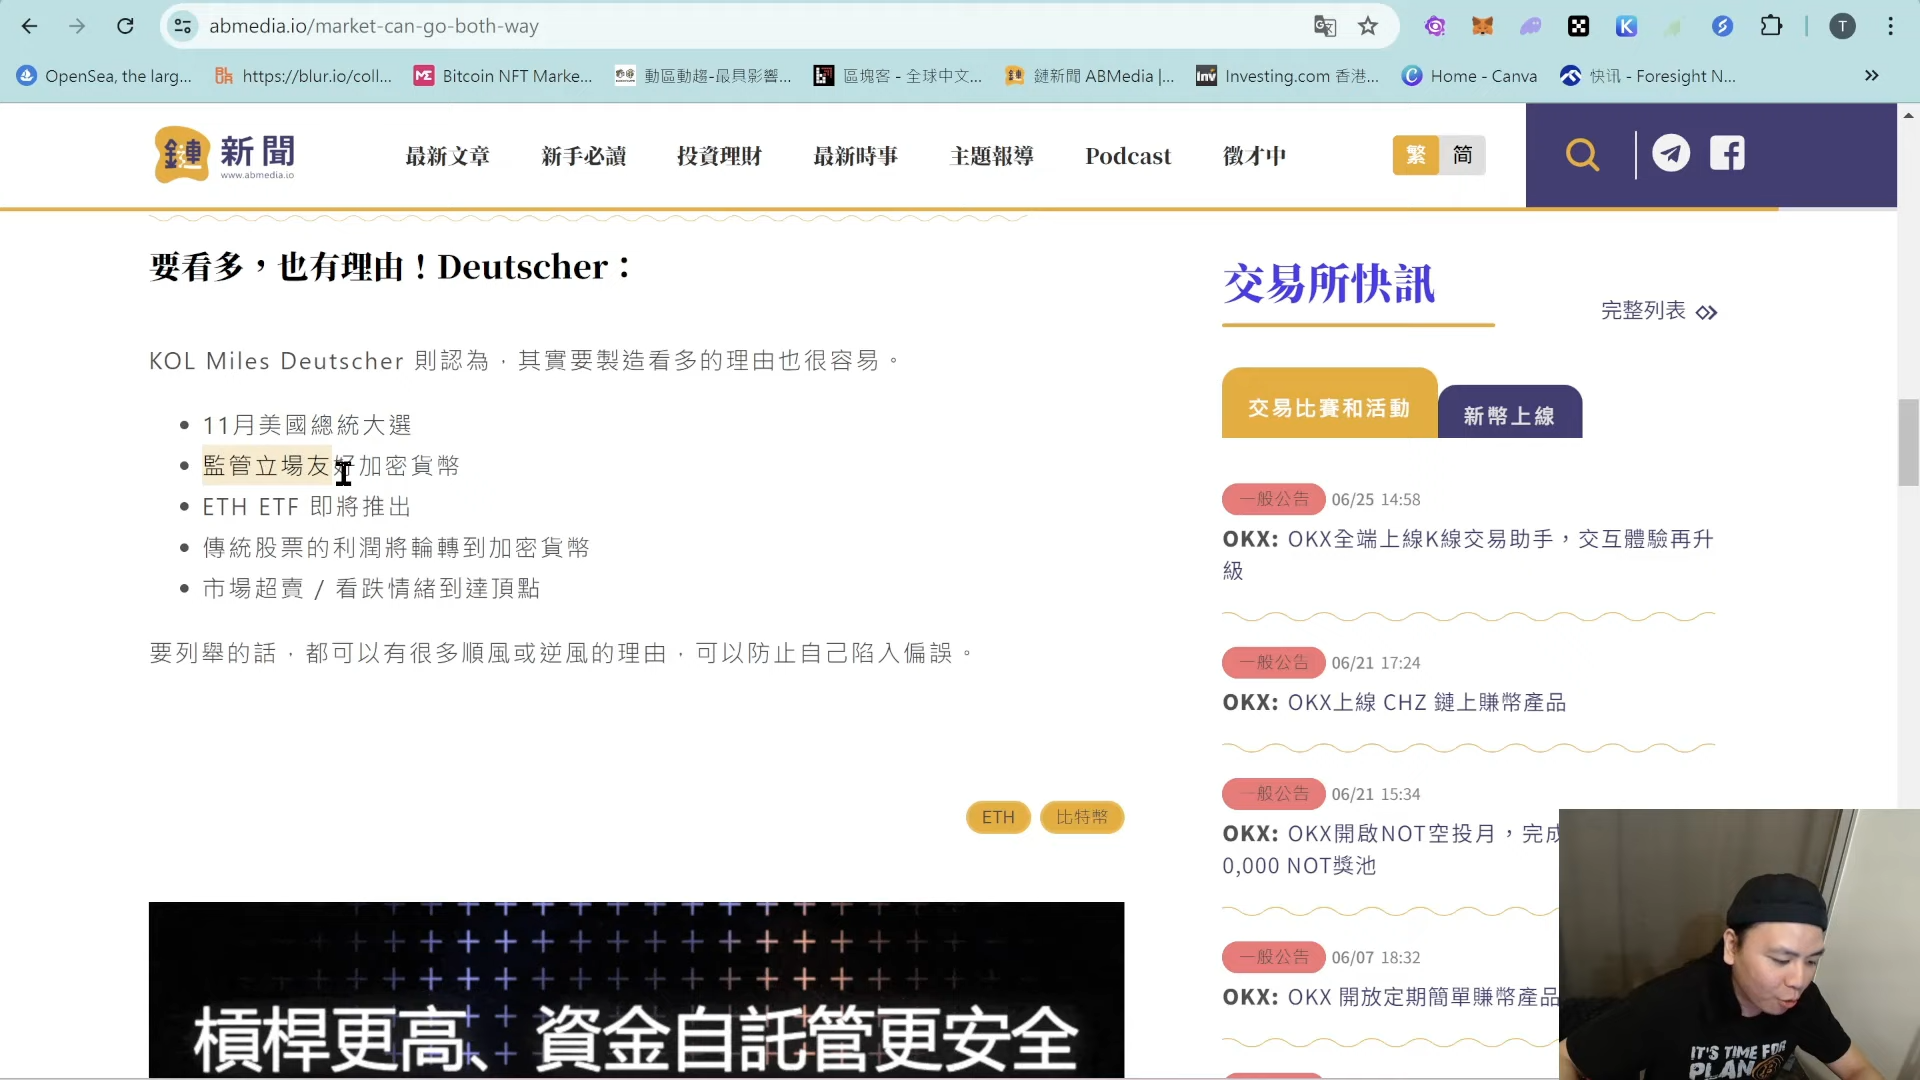 abmedia.io/market-can-go-both-way
T
OpenSea, the larg...
https://blur.io/coll...
Bitcoin NFT Marke...
動區動趨-最具影響...
區塊客 - 全球中文...
鏈新聞 ABMedia |...
Investing.com 香港...
Home - Canva
快讯 - Foresight N...
鏈新聞
www.abmedia.io
最新文章
新手必讀
投資理財
最新時事
主題報導
Podcast
徵才中
繁
简
要看多，也有理由！Deutscher：
KOL Miles Deutscher 則認為，其實要製造看多的理由也很容易。
11月美國總統大選
監管立場友好加密貨幣
ETH ETF 即將推出
傳統股票的利潤將輪轉到加密貨幣
市場超賣 / 看跌情緒到達頂點
要列舉的話，都可以有很多順風或逆風的理由，可以防止自己陷入偏誤。
ETH
比特幣
槓桿更高、資金自託管更安全
交易所快訊
完整列表
交易比賽和活動
新幣上線
一般公告 06/25 14:58
OKX: OKX全端上線K線交易助手，交互體驗再升
級
一般公告 06/21 17:24
OKX: OKX上線 CHZ 鏈上賺幣產品
一般公告 06/21 15:34
OKX: OKX開啟NOT空投月，完成
0,000 NOT獎池
一般公告 06/07 18:32
OKX: OKX 開放定期簡單賺幣產品
IT'S TIME FOR
PLAN B